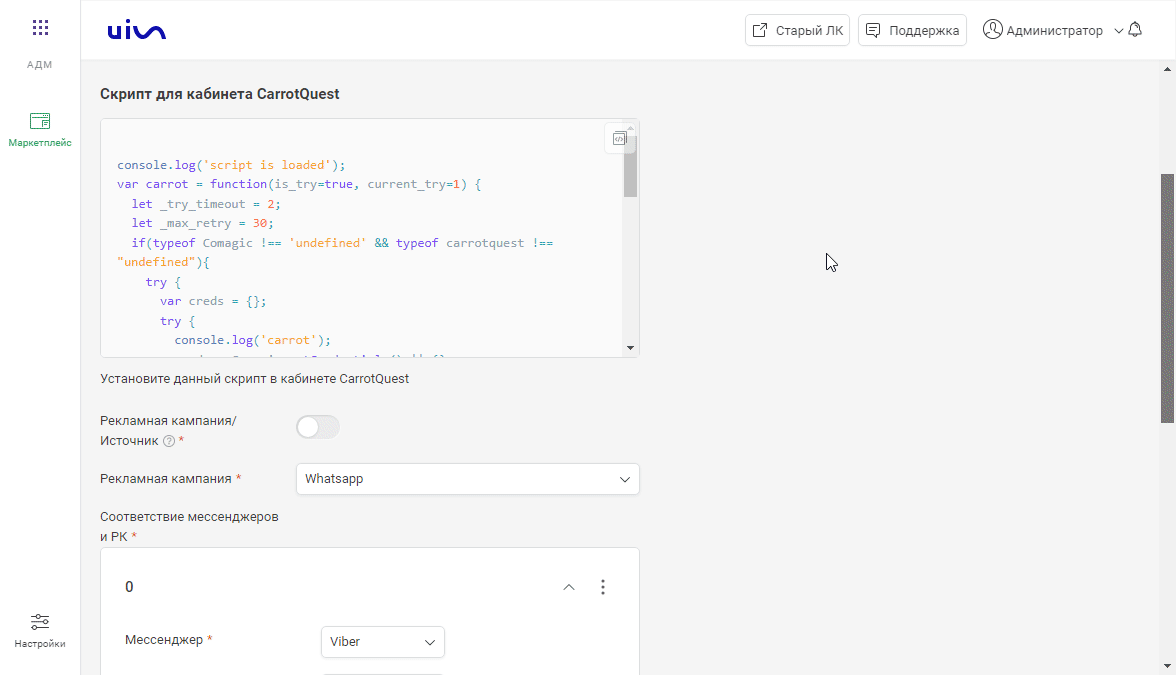 uis
Старый ЛК
Поддержка
Администратор
АДМ
Маркетплейс
Настройки
Скрипт для кабинета CarrotQuest
console.log('script is loaded');
var carrot = function(is_try=true, current_try=1) {
let _try_timeout = 2;
let _max_retry = 30;
if(typeof Comagic !== 'undefined' && typeof carrotquest !==
"undefined"){
try {
var creds = {};
try {
console.log('carrot');
Установите данный скрипт в кабинете CarrotQuest
Рекламная кампания/
Источник ? *
Рекламная кампания *
Whatsapp
Соответствие мессенджеров
и РК *
0
Мессенджер *
Viber